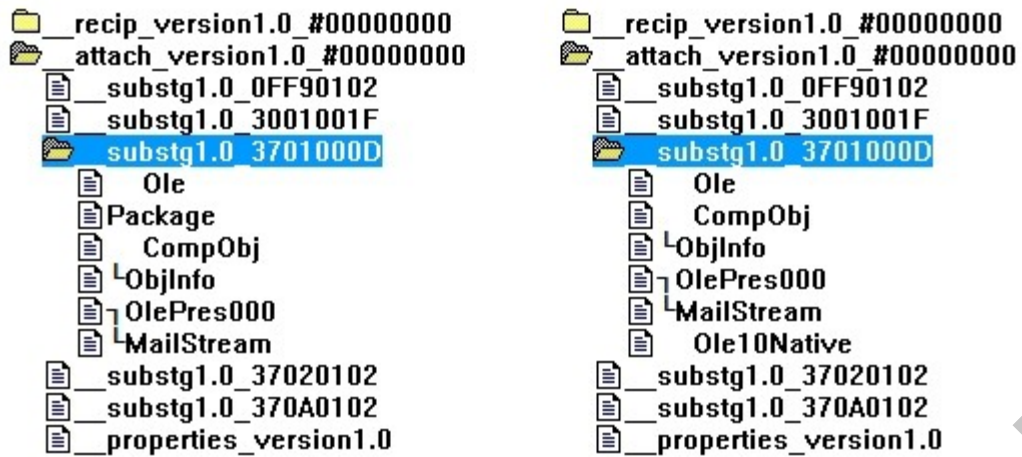 __recip_version1.0_#00000000
__attach_version1.0_#00000000
__substg1.0_0FF90102
__substg1.0_3001001F
__substg1.0_3701000D
Ole
Package
CompObj
└ObjInfo
┐OlePres000
└MailStream
__substg1.0_37020102
__substg1.0_370A0102
__properties_version1.0
__recip_version1.0_#00000000
__attach_version1.0_#00000000
__substg1.0_0FF90102
__substg1.0_3001001F
__substg1.0_3701000D
Ole
CompObj
└ObjInfo
┐OlePres000
└MailStream
Ole10Native
__substg1.0_37020102
__substg1.0_370A0102
__properties_version1.0